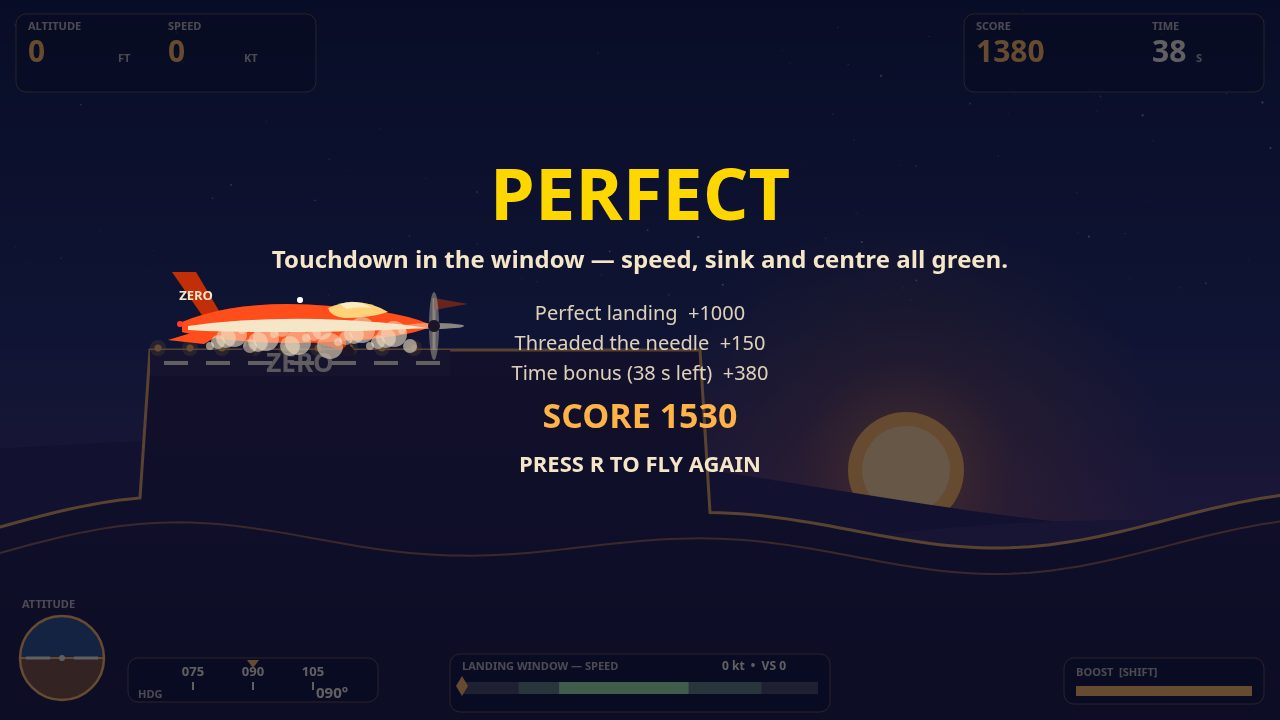 ALTITUDE SPEED
0 FT 0 KT
SCORE TIME
1380 38 S
PERFECT
Touchdown in the window — speed, sink and centre all green.
ZERO
Perfect landing +1000
Threaded the needle +150
ZERO
Time bonus (38 s left) +380
SCORE 1530
PRESS R TO FLY AGAIN
ATTITUDE
075 090 105
HDG 090°
LANDING WINDOW — SPEED 0 kt • VS 0
BOOST [SHIFT]